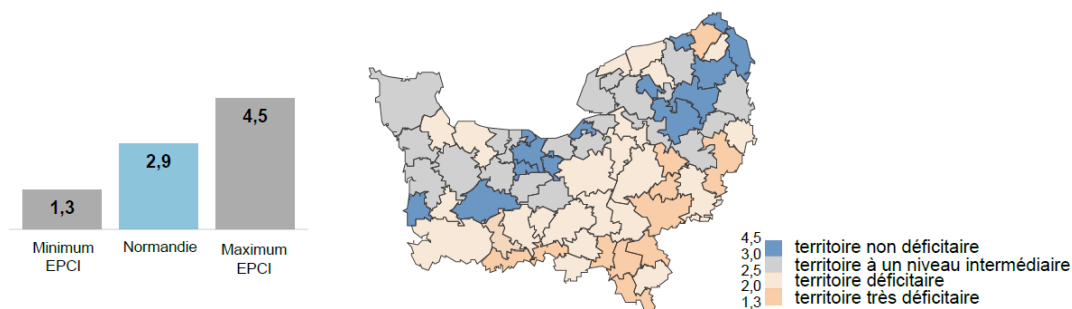 4,5
2,9
1,3
Minimum
EPCI
Normandie
Maximum
EPCI
4,5
3,0
2,5
2,0
1,3
territoire non déficitaire
territoire à un niveau intermédiaire
territoire déficitaire
territoire très déficitaire